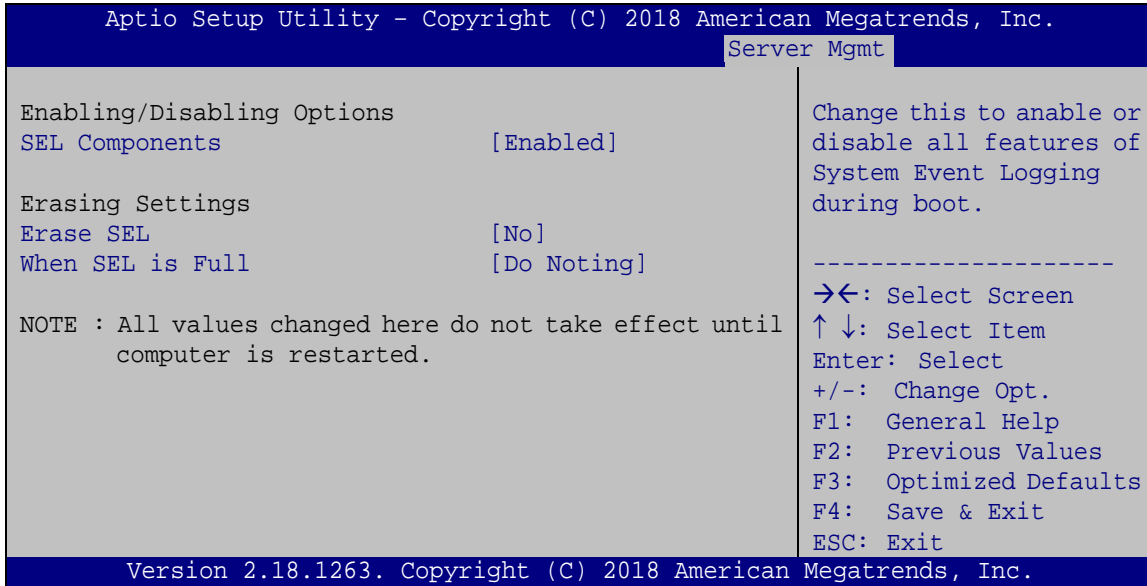 Aptio Setup Utility – Copyright (C) 2018 American Megatrends, Inc.
Server Mgmt
Enabling/Disabling Options
SEL Components [Enabled]
Erasing Settings
Erase SEL [No]
When SEL is Full [Do Noting]
NOTE : All values changed here do not take effect until
computer is restarted.
Change this to anable or
disable all features of
System Event Logging
during boot.
---------------------
→←: Select Screen
↑ ↓: Select Item
Enter: Select
+/-: Change Opt.
F1: General Help
F2: Previous Values
F3: Optimized Defaults
F4: Save & Exit
ESC: Exit
Version 2.18.1263. Copyright (C) 2018 American Megatrends, Inc.